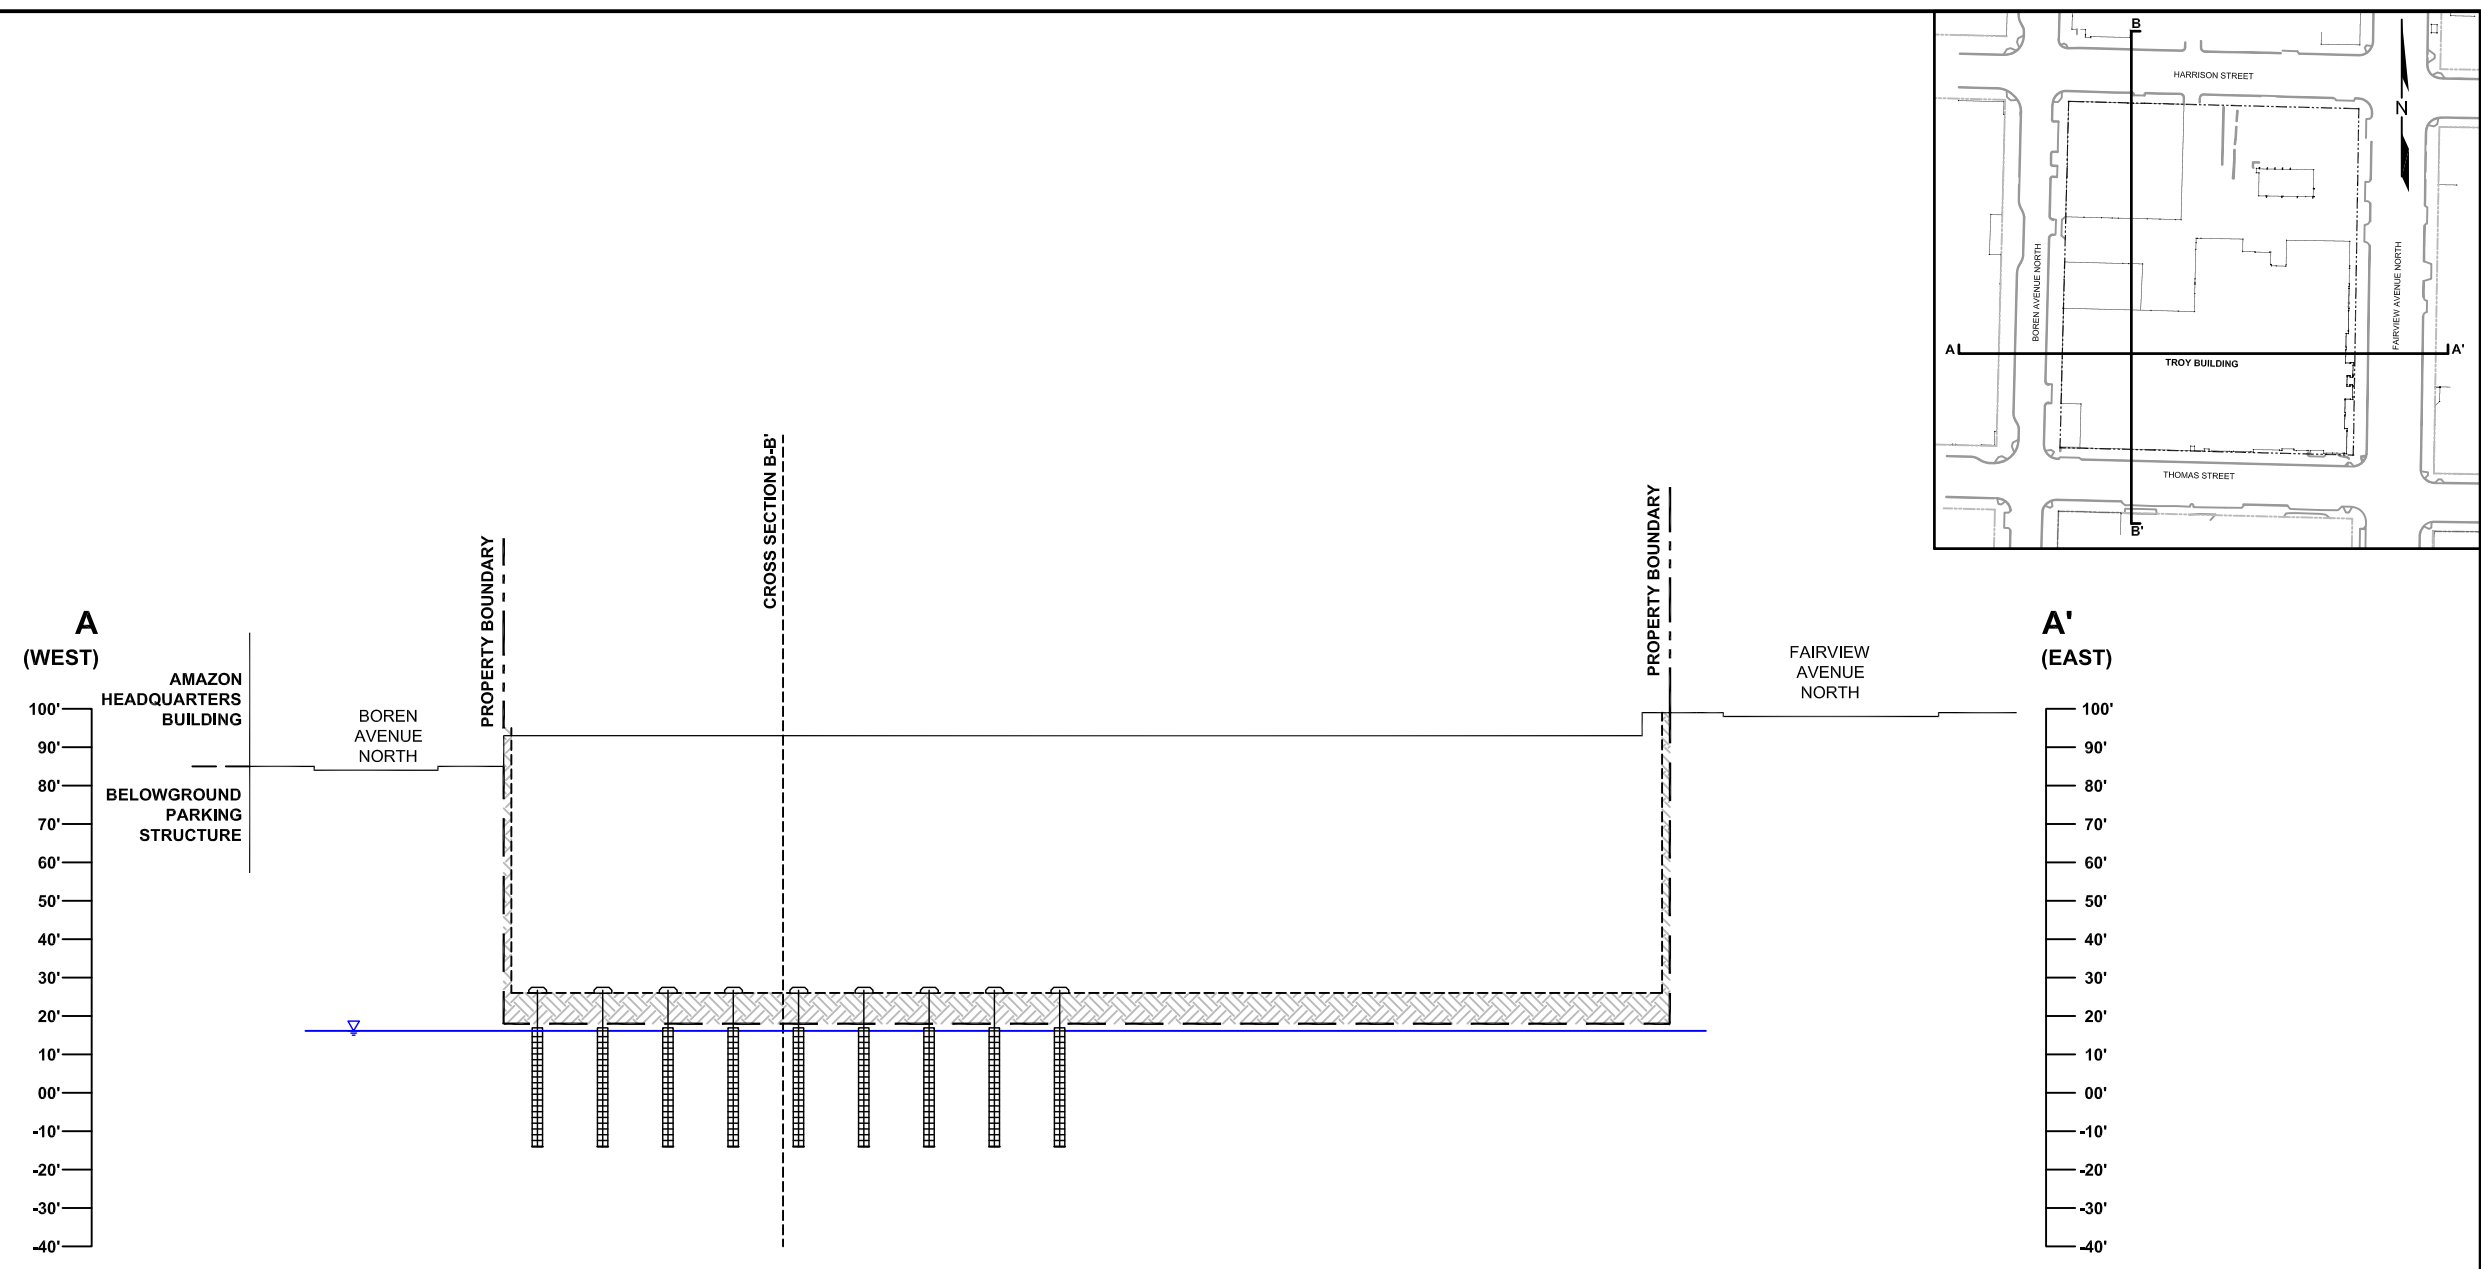 B
HARRISON STREET
N
BOREN AVENUE NORTH
FAIRVIEW AVENUE NORTH
A
A'
TROY BUILDING
THOMAS STREET
B'
CROSS SECTION B-B'
PROPERTY BOUNDARY
PROPERTY BOUNDARY
A
(WEST)
AMAZON
HEADQUARTERS
BUILDING
BOREN
AVENUE
NORTH
BELOWGROUND
PARKING
STRUCTURE
FAIRVIEW
AVENUE
NORTH
A'
(EAST)
100'
90'
80'
70'
60'
50'
40'
30'
20'
10'
00'
-10'
-20'
-30'
-40'
100'
90'
80'
70'
60'
50'
40'
30'
20'
10'
00'
-10'
-20'
-30'
-40'